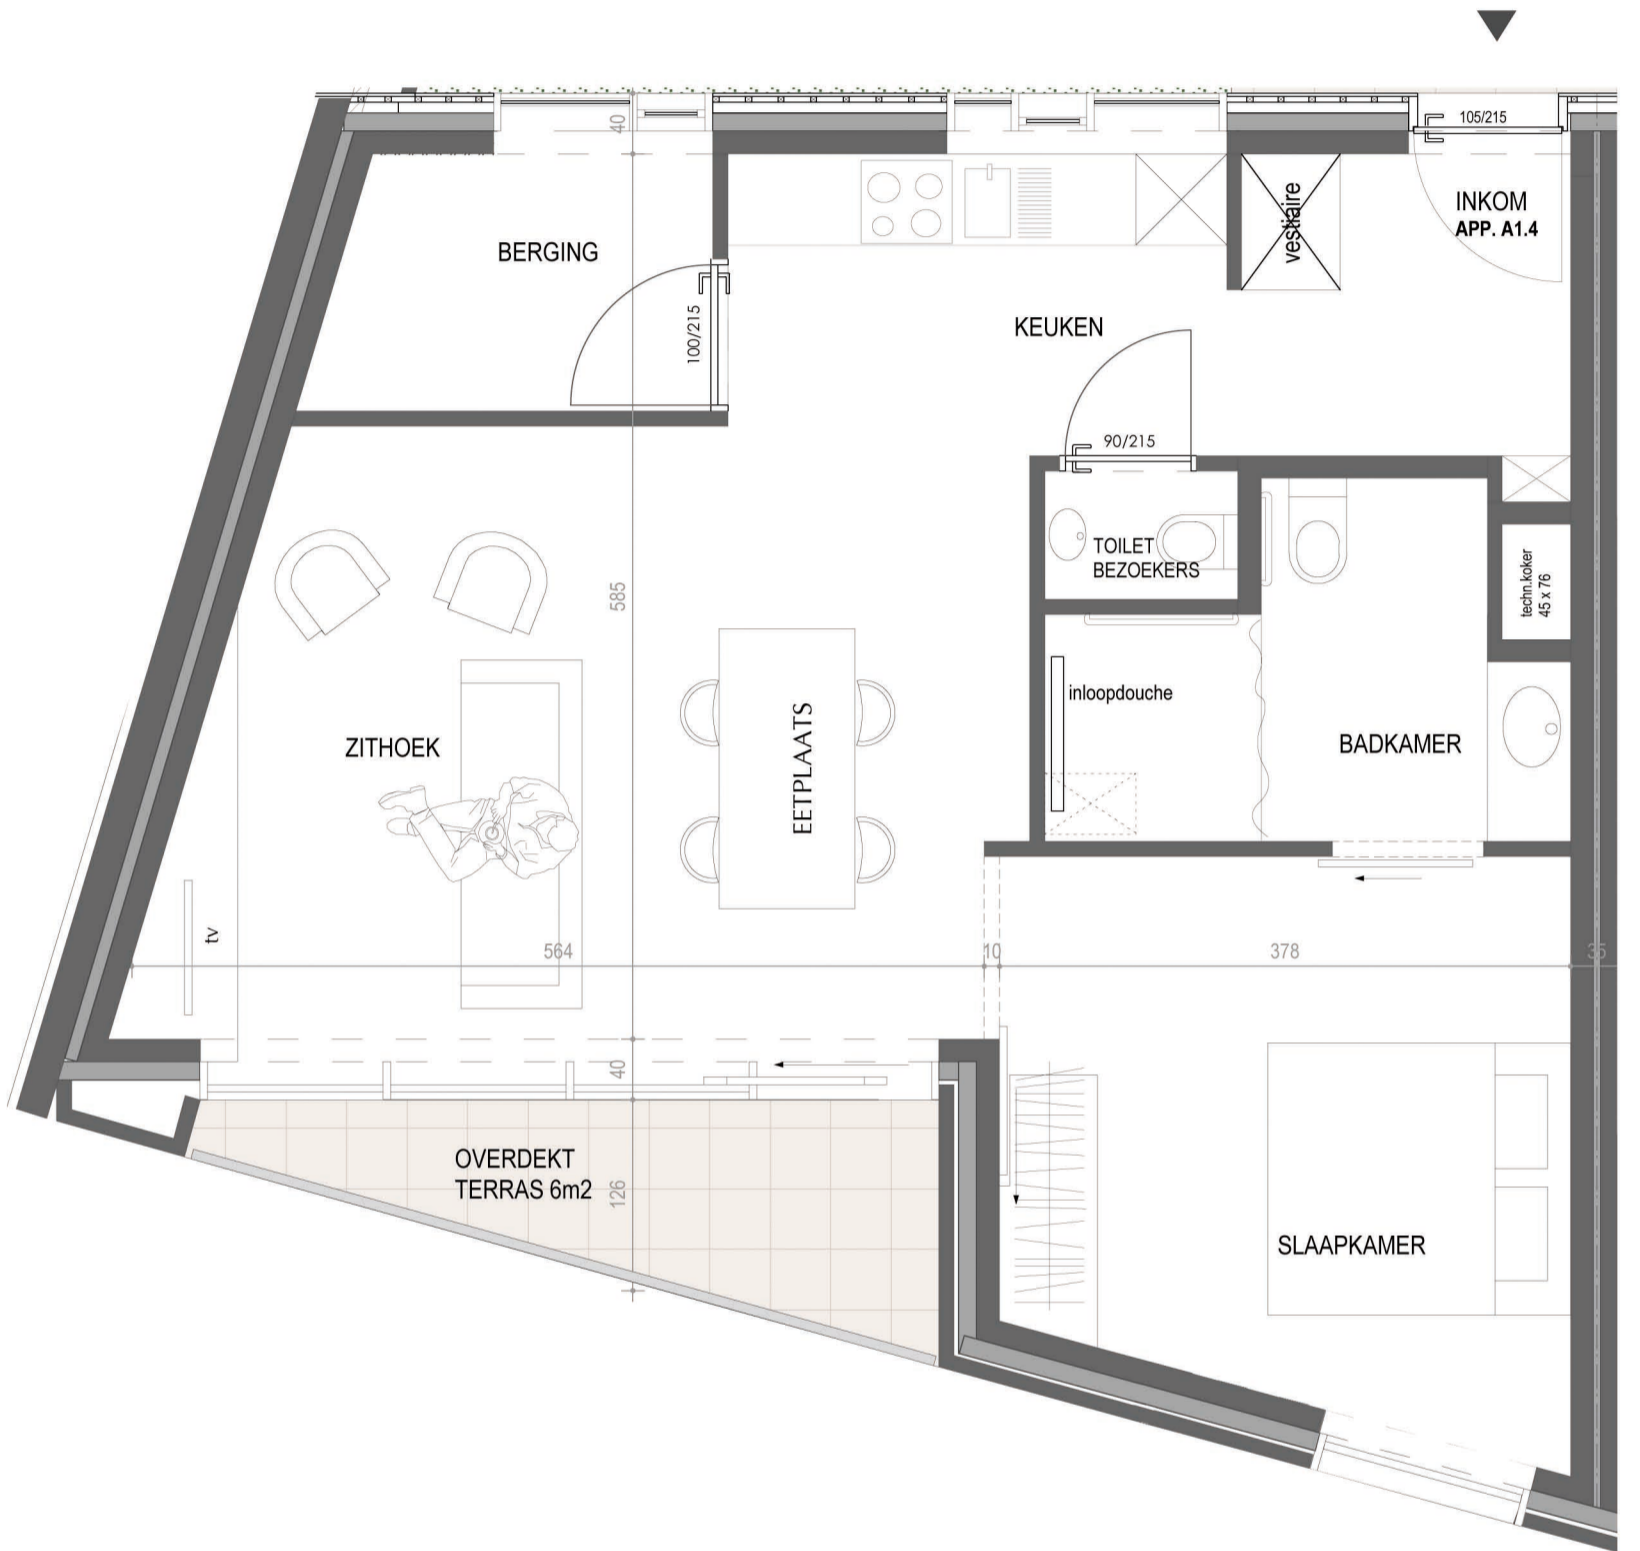 40
105/215
INKOM
APP. A1.4
vestiaire
BERGING
100/215
KEUKEN
90/215
TOILET
BEZOEKERS
techn.koker
45 x 76
585
inloopdouche
ZITHOEK
EETPLAATS
BADKAMER
tv
564
10
378
35
40
OVERDEKT
TERRAS 6m2
126
SLAAPKAMER